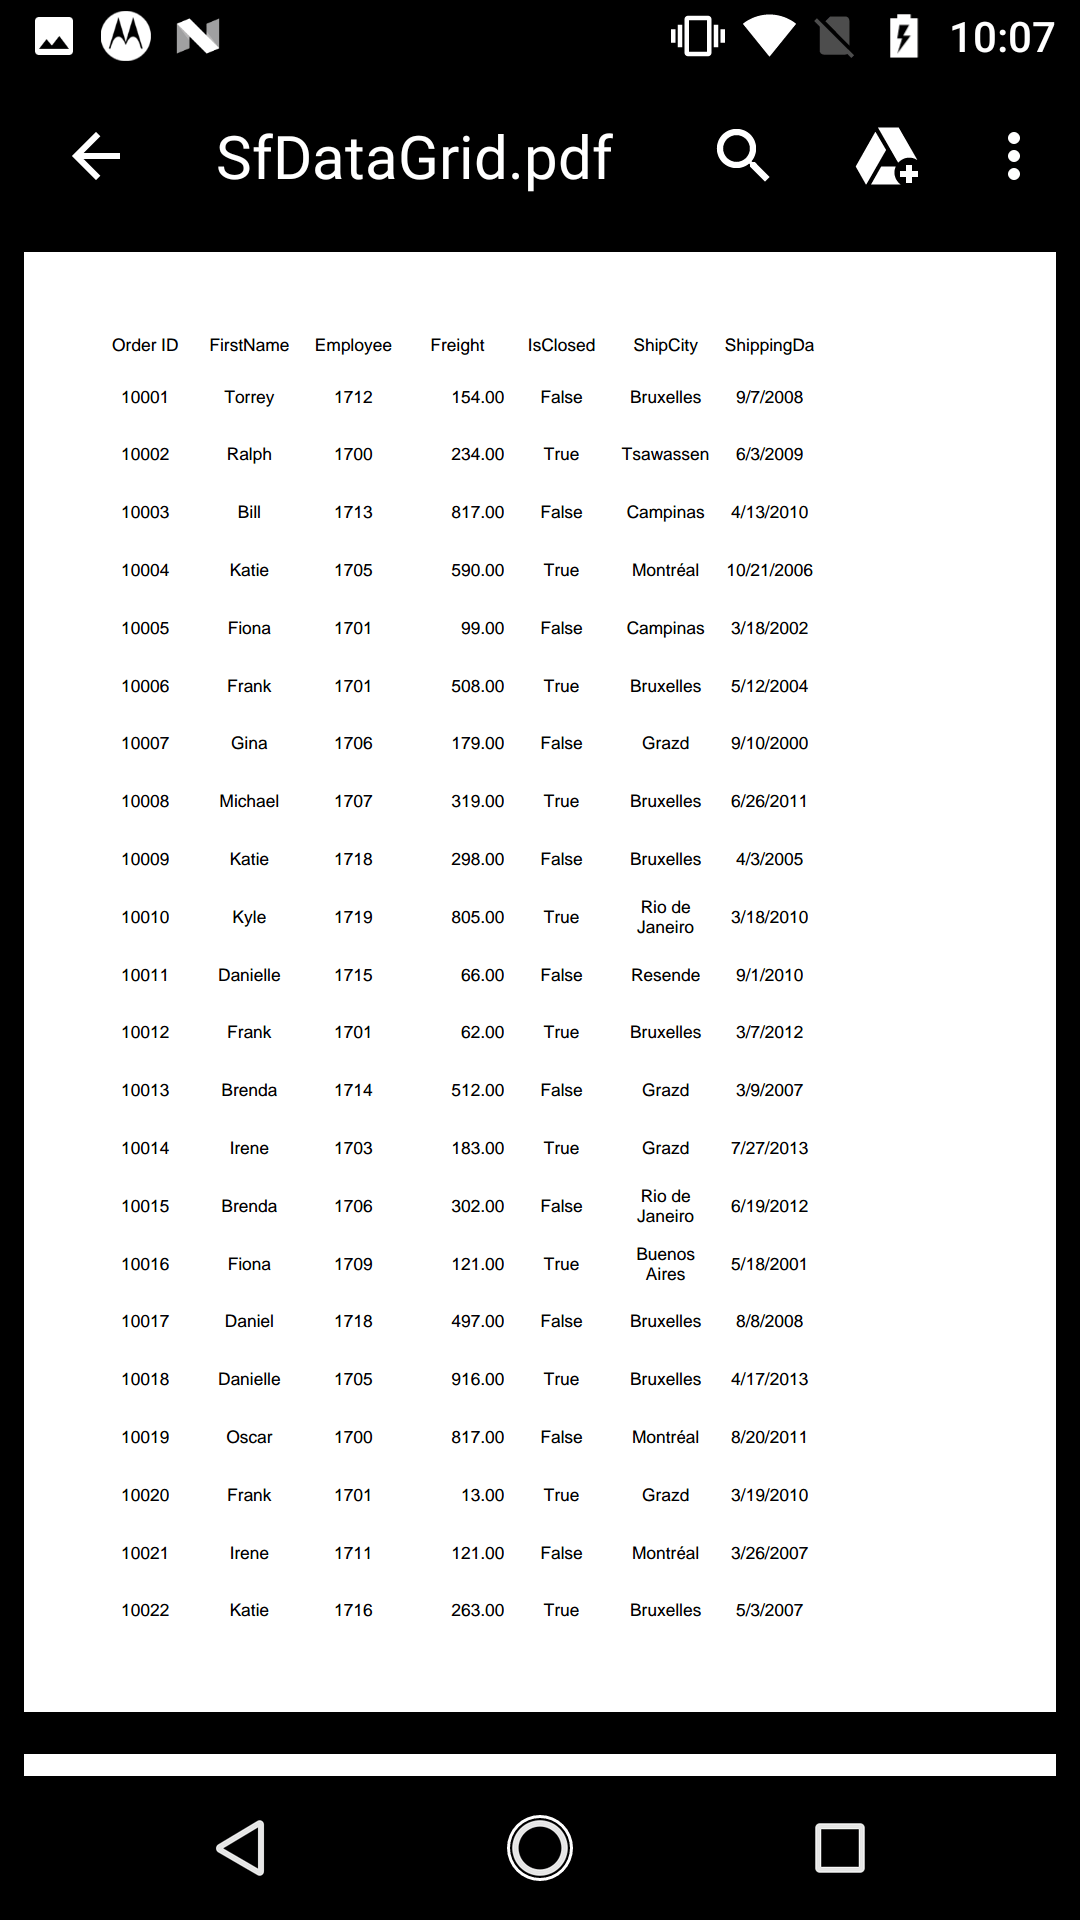 10:07
SfDataGrid.pdf
Order ID FirstName Employee Freight IsClosed ShipCity ShippingDa
10001 Torrey 1712 154.00 False Bruxelles 9/7/2008
10002 Ralph 1700 234.00 True Tsawassen 6/3/2009
10003 Bill 1713 817.00 False Campinas 4/13/2010
10004 Katie 1705 590.00 True Montréal 10/21/2006
10005 Fiona 1701 99.00 False Campinas 3/18/2002
10006 Frank 1701 508.00 True Bruxelles 5/12/2004
10007 Gina 1706 179.00 False Grazd 9/10/2000
10008 Michael 1707 319.00 True Bruxelles 6/26/2011
10009 Katie 1718 298.00 False Bruxelles 4/3/2005
10010 Kyle 1719 805.00 True Rio de Janeiro 3/18/2010
10011 Danielle 1715 66.00 False Resende 9/1/2010
10012 Frank 1701 62.00 True Bruxelles 3/7/2012
10013 Brenda 1714 512.00 False Grazd 3/9/2007
10014 Irene 1703 183.00 True Grazd 7/27/2013
10015 Brenda 1706 302.00 False Rio de Janeiro 6/19/2012
10016 Fiona 1709 121.00 True Buenos Aires 5/18/2001
10017 Daniel 1718 497.00 False Bruxelles 8/8/2008
10018 Danielle 1705 916.00 True Bruxelles 4/17/2013
10019 Oscar 1700 817.00 False Montréal 8/20/2011
10020 Frank 1701 13.00 True Grazd 3/19/2010
10021 Irene 1711 121.00 False Montréal 3/26/2007
10022 Katie 1716 263.00 True Bruxelles 5/3/2007